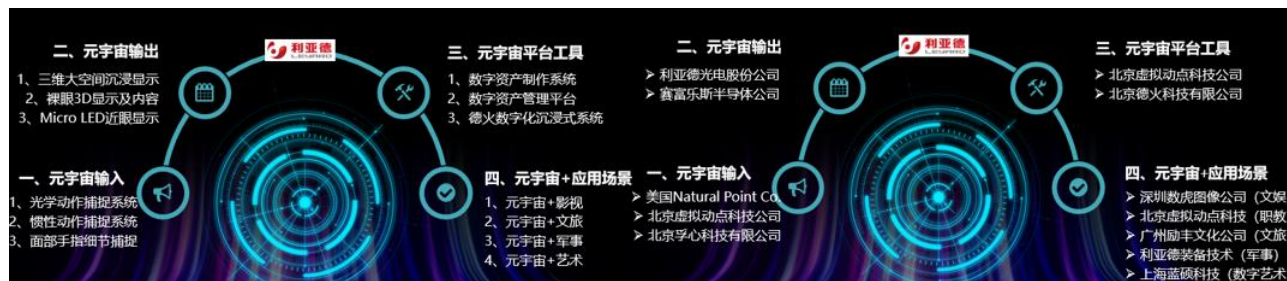 利亚德
LEYARD
二、元宇宙输出
1、三维大空间沉浸显示
2、裸眼3D显示及内容
3、Micro LED近眼显示
三、元宇宙平台工具
1、数字资产制作系统
2、数字资产管理平台
3、德火数字化沉浸式系统
一、元宇宙输入
1、光学动作捕捉系统
2、惯性动作捕捉系统
3、面部手指细节捕捉
四、元宇宙+应用场景
1、元宇宙+影视
2、元宇宙+文旅
3、元宇宙+军事
4、元宇宙+艺术
利亚德
LEYARD
二、元宇宙输出
➢ 利亚德光电股份公司
➢ 赛富乐斯半导体公司
三、元宇宙平台工具
➢ 北京虚拟动点科技公司
➢ 北京德火科技有限公司
一、元宇宙输入
➢ 美国Natural Point Co.
➢ 北京虚拟动点科技公司
➢ 北京孚心科技有限公司
四、元宇宙+应用场景
➢ 深圳数虎图像公司（文娱
➢ 北京虚拟动点科技（职教
➢ 广州励丰文化公司（文旅
➢ 利亚德装备技术（军事）
➢ 上海蓝硕科技（数字艺术